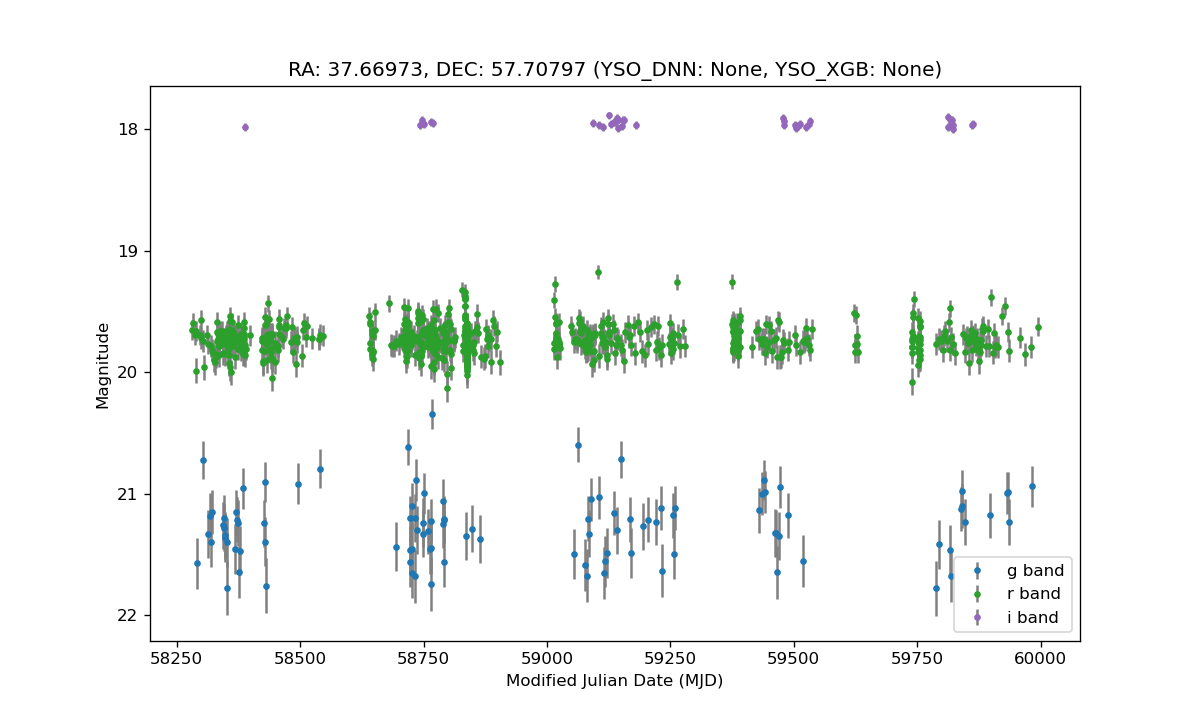 RA: 37.66973, DEC: 57.70797 (YSO_DNN: None, YSO_XGB: None)
18
19
20
21
22
Magnitude
58250 58500 58750 59000 59250 59500 59750 60000
Modified Julian Date (MJD)
g band
r band
i band